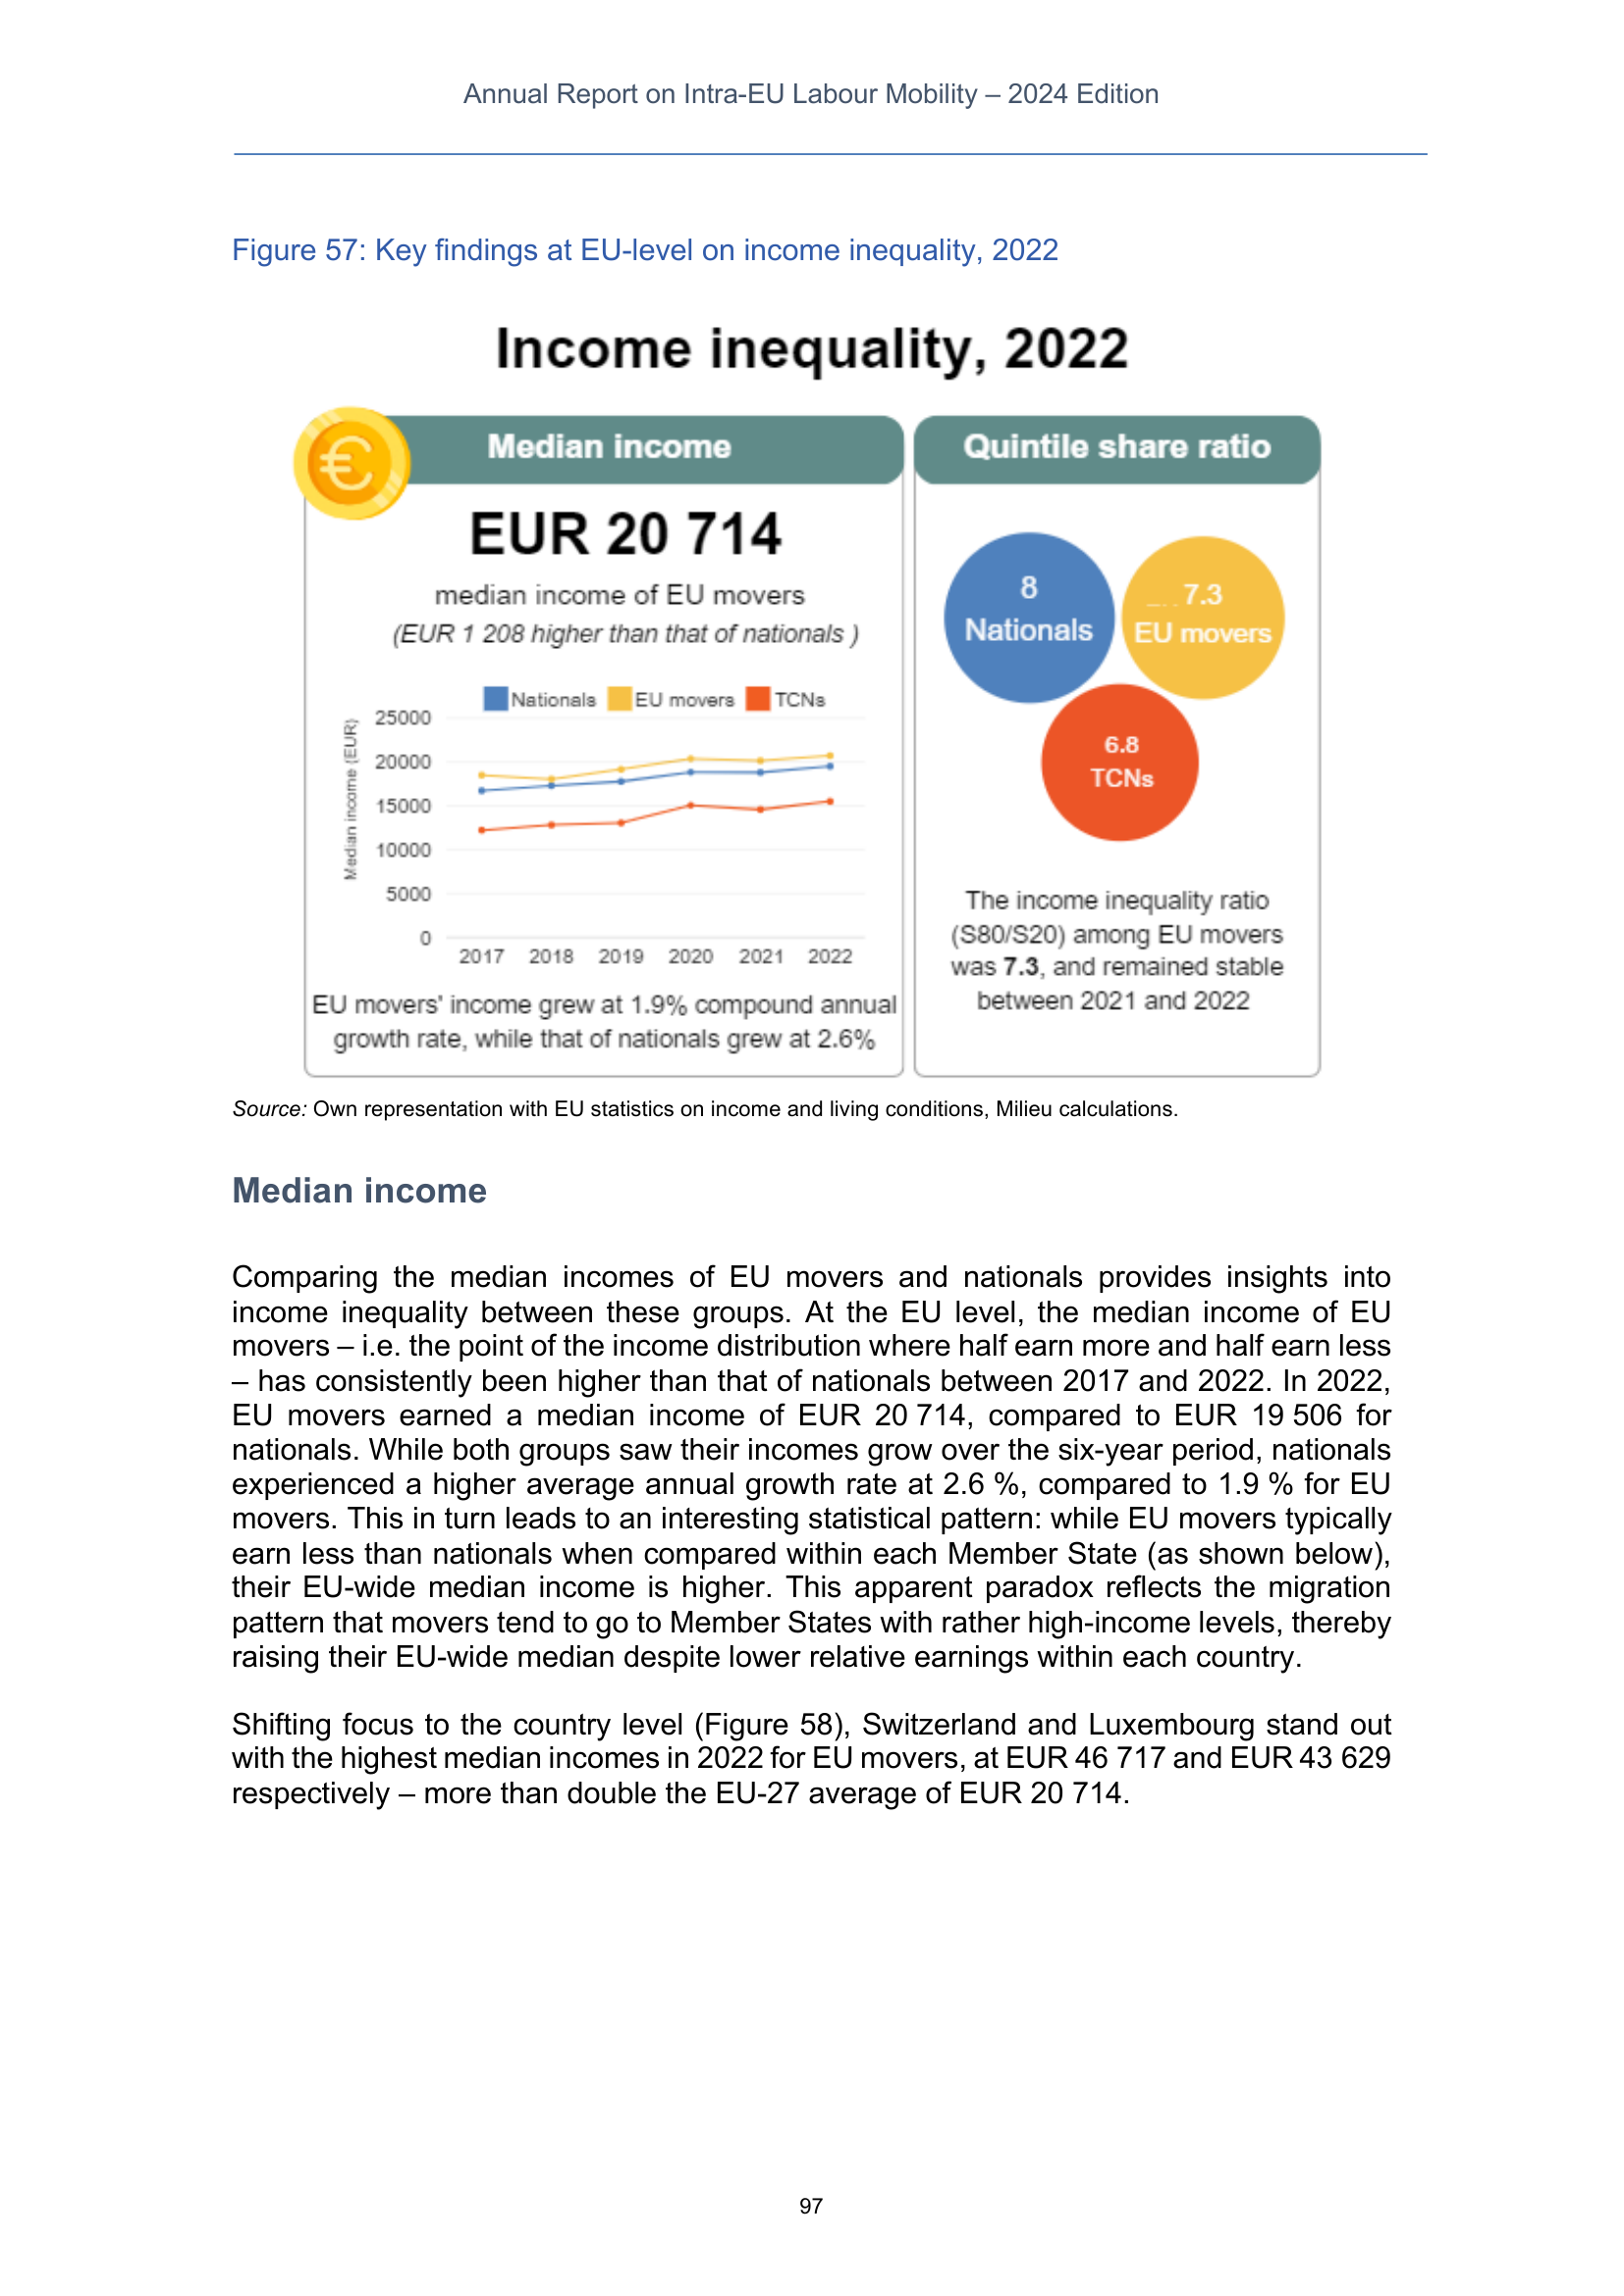 Annual Report on Intra-EU Labour Mobility – 2024 Edition
Figure 57: Key findings at EU-level on income inequality, 2022
Income inequality, 2022
€
Median income
EUR 20 714
median income of EU movers
(EUR 1 208 higher than that of nationals )
Nationals EU movers TCNs
Median income (EUR)
25000
20000
15000
10000
5000
0
2017 2018 2019 2020 2021 2022
EU movers' income grew at 1.9% compound annual
growth rate, while that of nationals grew at 2.6%
Quintile share ratio
8
Nationals
7.3
EU movers
6.8
TCNs
The income inequality ratio
(S80/S20) among EU movers
was 7.3, and remained stable
between 2021 and 2022
Source: Own representation with EU statistics on income and living conditions, Milieu calculations.
Median income
Comparing the median incomes of EU movers and nationals provides insights into
income inequality between these groups. At the EU level, the median income of EU
movers – i.e. the point of the income distribution where half earn more and half earn less
– has consistently been higher than that of nationals between 2017 and 2022. In 2022,
EU movers earned a median income of EUR 20 714, compared to EUR 19 506 for
nationals. While both groups saw their incomes grow over the six-year period, nationals
experienced a higher average annual growth rate at 2.6 %, compared to 1.9 % for EU
movers. This in turn leads to an interesting statistical pattern: while EU movers typically
earn less than nationals when compared within each Member State (as shown below),
their EU-wide median income is higher. This apparent paradox reflects the migration
pattern that movers tend to go to Member States with rather high-income levels, thereby
raising their EU-wide median despite lower relative earnings within each country.
Shifting focus to the country level (Figure 58), Switzerland and Luxembourg stand out
with the highest median incomes in 2022 for EU movers, at EUR 46 717 and EUR 43 629
respectively – more than double the EU-27 average of EUR 20 714.
97